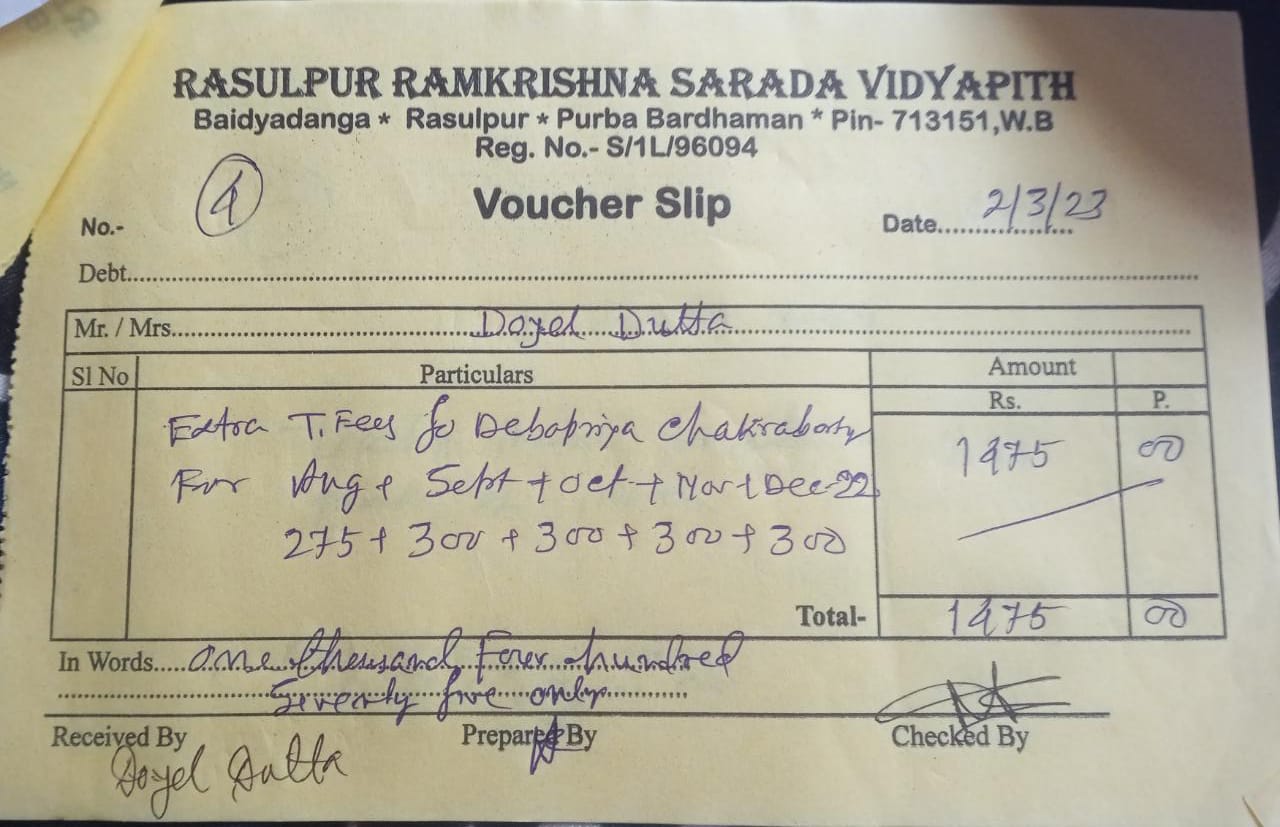 RASULPUR RAMKRISHNA SARADA VIDYAPITH
Baidyadanga * Rasulpur * Purba Bardhaman * Pin- 713151,W.B
Reg. No.- S/1L/96094
Voucher Slip
No.- 4
Date 2/3/23
Debt
Mr. / Mrs. Doyel Dutta
Sl No Particulars Amount
Rs. P.
Extra T. Fees fo Debapriya Chakraborty 1475 00
For Aug + Sept + Oct + Nov + Dec-22
275 + 300 + 300 + 300 + 300
Total- 1475 00
In Words One thousand Four hundred
Seventy five only
Received By Prepared By Checked By
Doyel Dutta